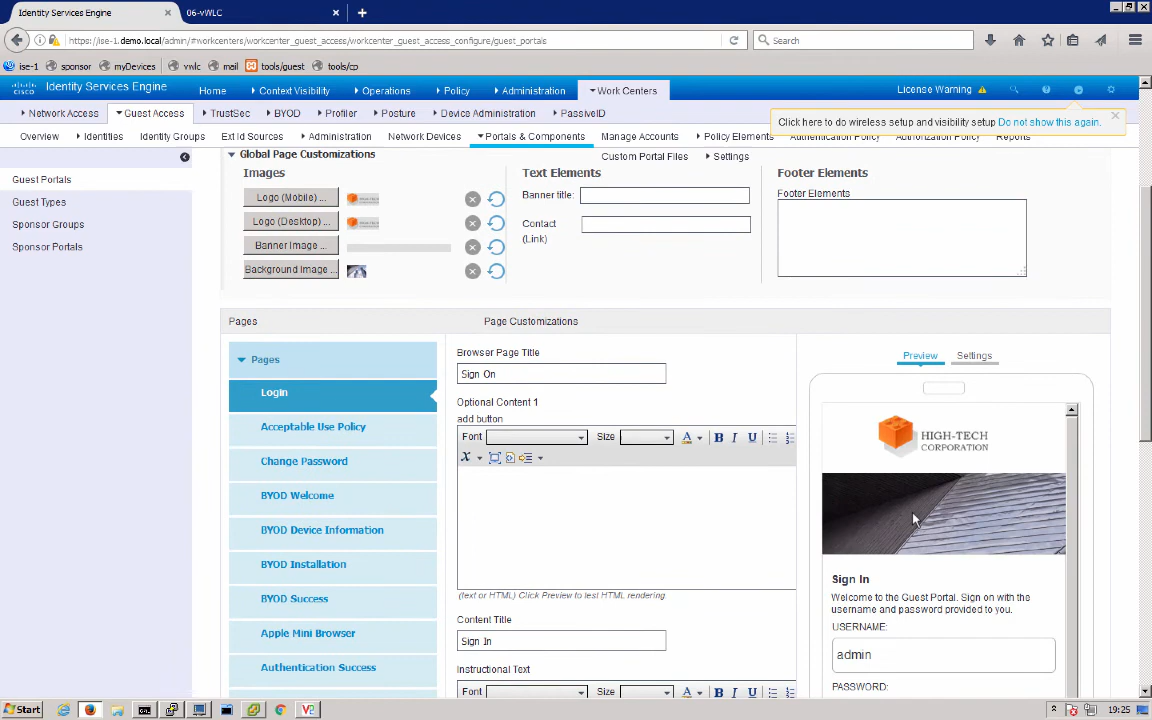 Identity Services Engine
06-vWLC
https://ise-1.demo.local/admin/#workcenters/workcenter_guest_access/workcenter_guest_access_configure/guest_portals
Search
ise-1 sponsor myDevices vwlc mail tools/guest tools/cp
CISCO Identity Services Engine Home Context Visibility Operations Policy Administration Work Centers License Warning
Network Access Guest Access TrustSec BYOD Profiler Posture Device Administration PassiveID
Click here to do wireless setup and visibility setup Do not show this again.
Overview Identities Identity Groups Ext Id Sources Administration Network Devices Portals & Components Manage Accounts Policy Elements Authentication Policy Authorization Policy Reports
Custom Portal Files Settings
Guest Portals
Guest Types
Sponsor Groups
Sponsor Portals
Global Page Customizations
Images
Logo (Mobile) ...
Logo (Desktop) ...
Banner Image ...
Background Image ...
Text Elements
Banner title:
Contact
(Link)
Footer Elements
Footer Elements
Pages
Page Customizations
Pages
Login
Acceptable Use Policy
Change Password
BYOD Welcome
BYOD Device Information
BYOD Installation
BYOD Success
Apple Mini Browser
Authentication Success
Browser Page Title
Sign On
Optional Content 1
add button
Font Size A B I U
X
(text or HTML) Click Preview to test HTML rendering
Content Title
Sign In
Instructional Text
Font Size A B I U
Preview Settings
HIGH-TECH
CORPORATION
Sign In
Welcome to the Guest Portal. Sign on with the
username and password provided to you.
USERNAME:
admin
PASSWORD:
Start
19:25